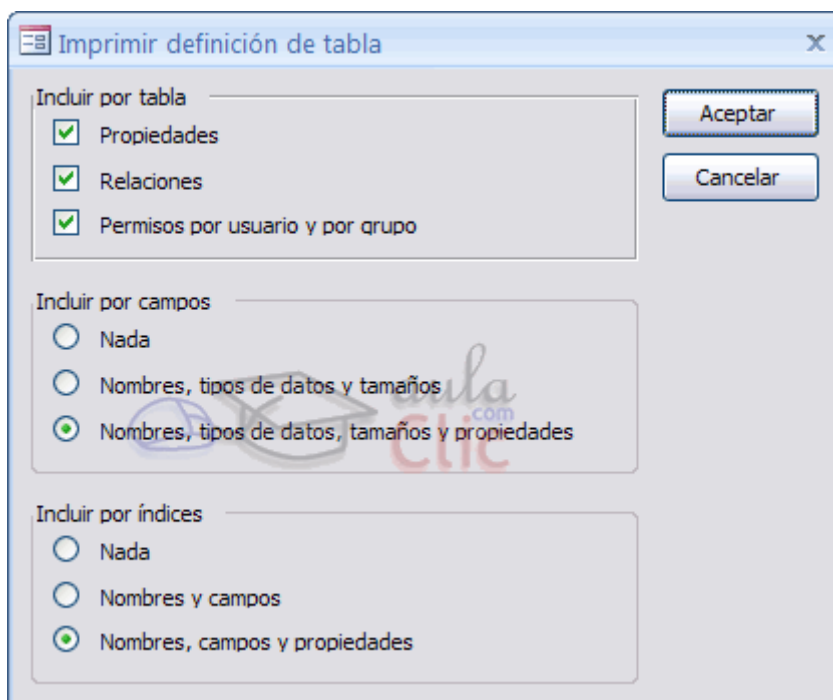 Imprimir definición de tabla
Incluir por tabla
Propiedades
Relaciones
Permisos por usuario y por grupo
Aceptar
Cancelar
Incluir por campos
Nada
Nombres, tipos de datos y tamaños
Nombres, tipos de datos, tamaños y propiedades
aula
.com
Clic
Incluir por índices
Nada
Nombres y campos
Nombres, campos y propiedades